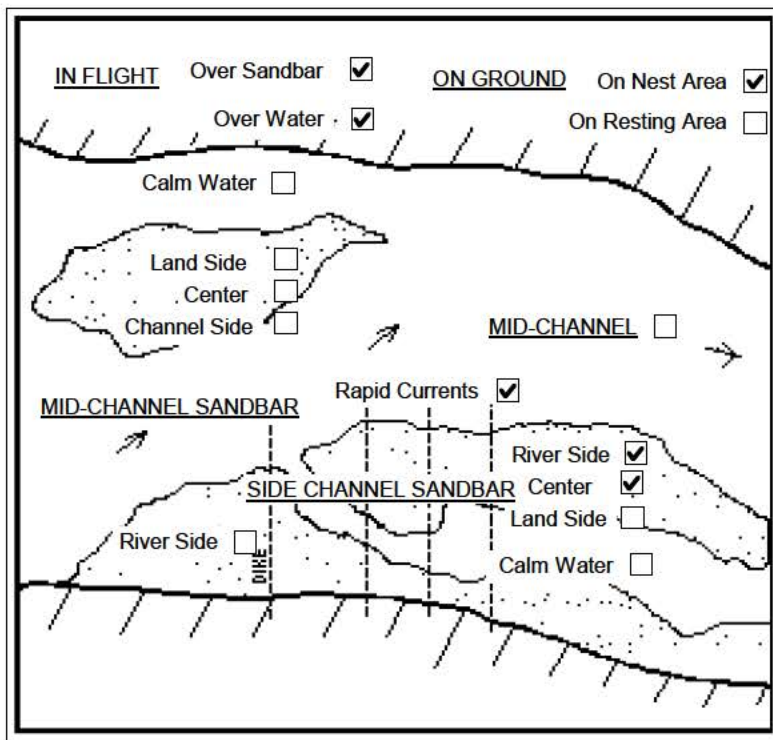 IN FLIGHT Over Sandbar ON GROUND On Nest Area
Over Water On Resting Area
Calm Water
Land Side
Center
Channel Side
MID-CHANNEL
Rapid Currents
MID-CHANNEL SANDBAR
River Side
SIDE CHANNEL SANDBAR Center
Land Side
River Side
DIKE
Calm Water